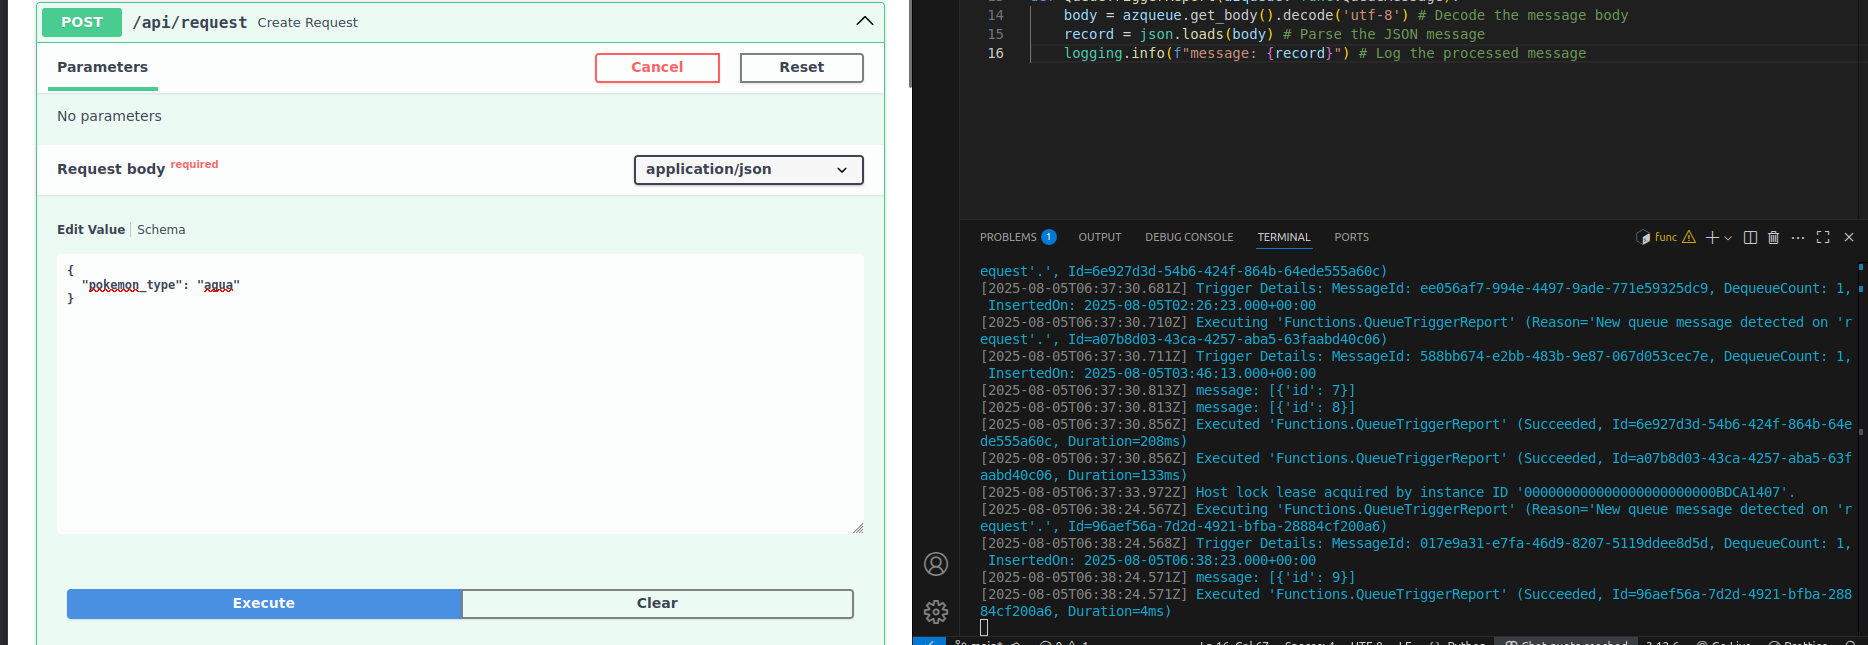 POST /api/request Create Request
Parameters
Cancel
Reset
No parameters
Request body required
application/json
Edit Value Schema
{
"pokemon_type": "aqua"
}
Execute
Clear
14 body = azqueue.get_body().decode('utf-8') # Decode the message body
15 record = json.loads(body) # Parse the JSON message
16 logging.info(f"message: {record}") # Log the processed message
PROBLEMS 1 OUTPUT DEBUG CONSOLE TERMINAL PORTS func
equest'.', Id=6e927d3d-54b6-424f-864b-64ede555a60c)
[2025-08-05T06:37:30.681Z] Trigger Details: MessageId: ee056af7-994e-4497-9ade-771e59325dc9, DequeueCount: 1,
InsertedOn: 2025-08-05T02:26:23.000+00:00
[2025-08-05T06:37:30.710Z] Executing 'Functions.QueueTriggerReport' (Reason='New queue message detected on 'r
equest'.', Id=a07b8d03-43ca-4257-aba5-63faabd40c06)
[2025-08-05T06:37:30.711Z] Trigger Details: MessageId: 588bb674-e2bb-483b-9e87-067d053cec7e, DequeueCount: 1,
InsertedOn: 2025-08-05T03:46:13.000+00:00
[2025-08-05T06:37:30.813Z] message: [{'id': 7}]
[2025-08-05T06:37:30.813Z] message: [{'id': 8}]
[2025-08-05T06:37:30.856Z] Executed 'Functions.QueueTriggerReport' (Succeeded, Id=6e927d3d-54b6-424f-864b-64e
de555a60c, Duration=208ms)
[2025-08-05T06:37:30.856Z] Executed 'Functions.QueueTriggerReport' (Succeeded, Id=a07b8d03-43ca-4257-aba5-63f
aabd40c06, Duration=133ms)
[2025-08-05T06:37:33.972Z] Host lock lease acquired by instance ID '000000000000000000000000BDCA1407'.
[2025-08-05T06:38:24.567Z] Executing 'Functions.QueueTriggerReport' (Reason='New queue message detected on 'r
equest'.', Id=96aef56a-7d2d-4921-bfba-28884cf200a6)
[2025-08-05T06:38:24.568Z] Trigger Details: MessageId: 017e9a31-e7fa-46d9-8207-5119ddee8d5d, DequeueCount: 1,
InsertedOn: 2025-08-05T06:38:23.000+00:00
[2025-08-05T06:38:24.571Z] message: [{'id': 9}]
[2025-08-05T06:38:24.571Z] Executed 'Functions.QueueTriggerReport' (Succeeded, Id=96aef56a-7d2d-4921-bfba-288
84cf200a6, Duration=4ms)